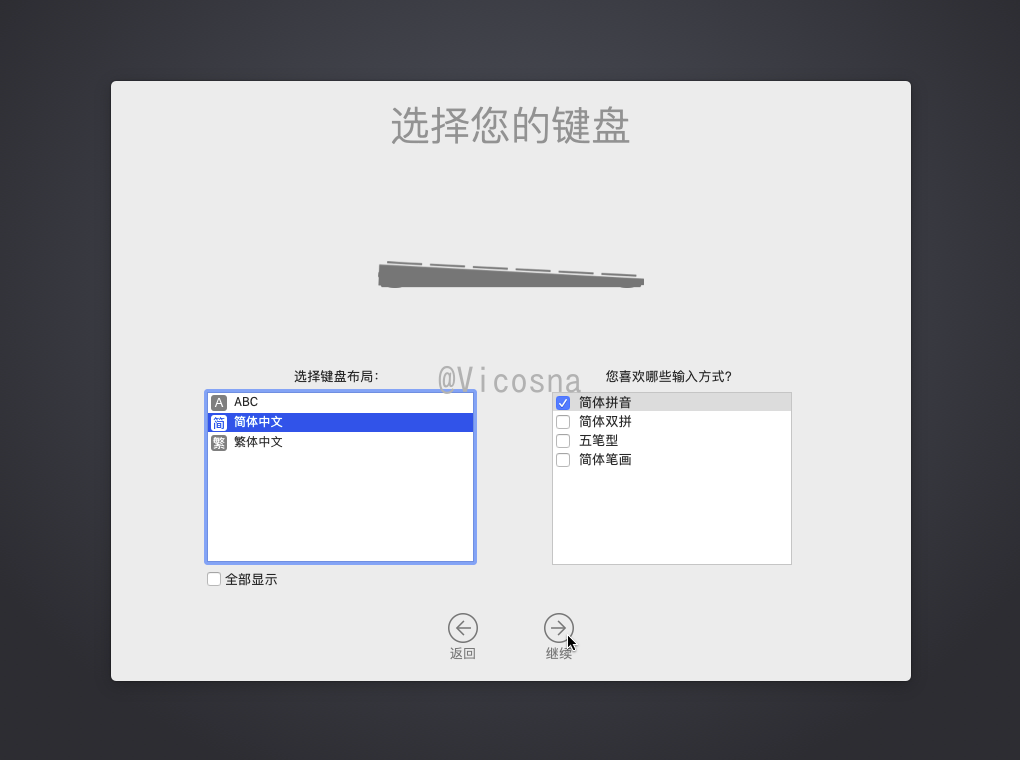 选择您的键盘
选择键盘布局：
@Vicosna
您喜欢哪些输入方式?
A ABC
简 简体中文
繁 繁体中文
简体拼音
简体双拼
五笔型
简体笔画
全部显示
返回
继续